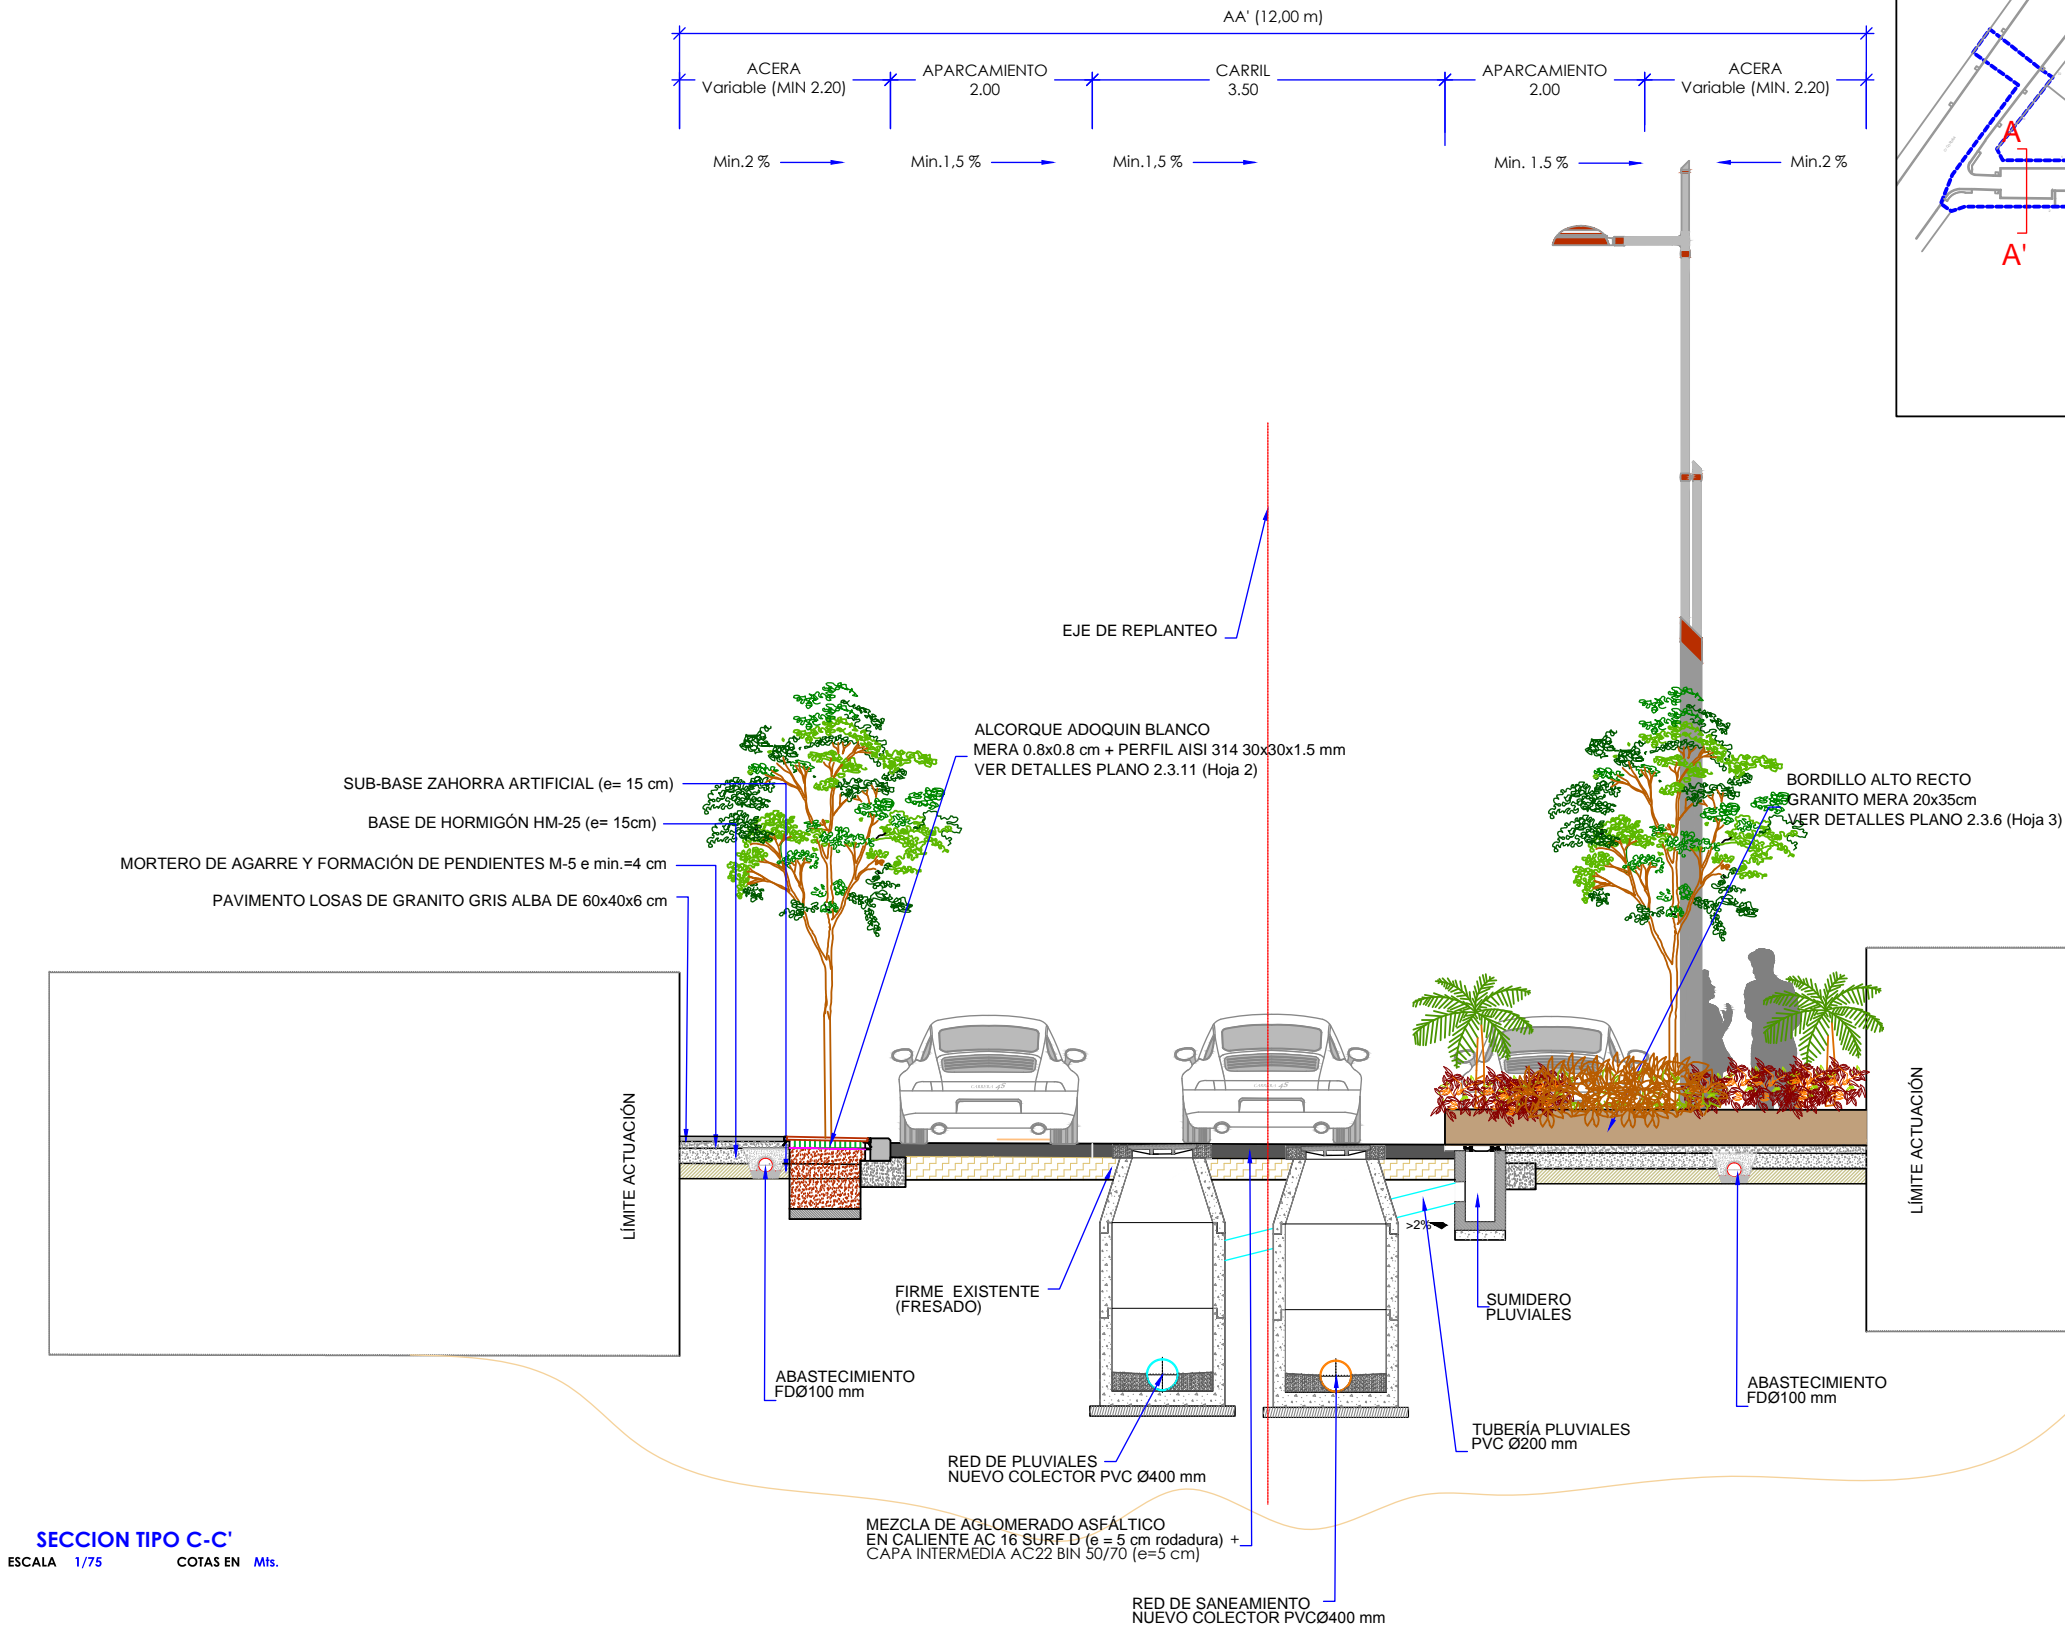 AA' (12,00 m)
ACERA
Variable (MIN 2.20)
APARCAMIENTO
2.00
CARRIL
3.50
APARCAMIENTO
2.00
ACERA
Variable (MIN. 2.20)
Min.2 %
Min.1,5 %
Min.1,5 %
Min. 1.5 %
Min.2 %
A
A'
EJE DE REPLANTEO
ALCORQUE ADOQUIN BLANCO
MERA 0.8x0.8 cm + PERFIL AISI 314 30x30x1.5 mm
VER DETALLES PLANO 2.3.11 (Hoja 2)
SUB-BASE ZAHORRA ARTIFICIAL (e= 15 cm)
BASE DE HORMIGÓN HM-25 (e= 15cm)
MORTERO DE AGARRE Y FORMACIÓN DE PENDIENTES M-5 e min.=4 cm
PAVIMENTO LOSAS DE GRANITO GRIS ALBA DE 60x40x6 cm
BORDILLO ALTO RECTO
GRANITO MERA 20x35cm
VER DETALLES PLANO 2.3.6 (Hoja 3)
LÍMITE ACTUACIÓN
LÍMITE ACTUACIÓN
>2%
FIRME EXISTENTE
(FRESADO)
SUMIDERO
PLUVIALES
ABASTECIMIENTO
FDØ100 mm
ABASTECIMIENTO
FDØ100 mm
TUBERÍA PLUVIALES
PVC Ø200 mm
RED DE PLUVIALES
NUEVO COLECTOR PVC Ø400 mm
MEZCLA DE AGLOMERADO ASFÁLTICO
EN CALIENTE AC 16 SURF D (e = 5 cm rodadura) +
CAPA INTERMEDIA AC22 BIN 50/70 (e=5 cm)
RED DE SANEAMIENTO
NUEVO COLECTOR PVCØ400 mm
SECCION TIPO C-C'
ESCALA 1/75 COTAS EN Mts.